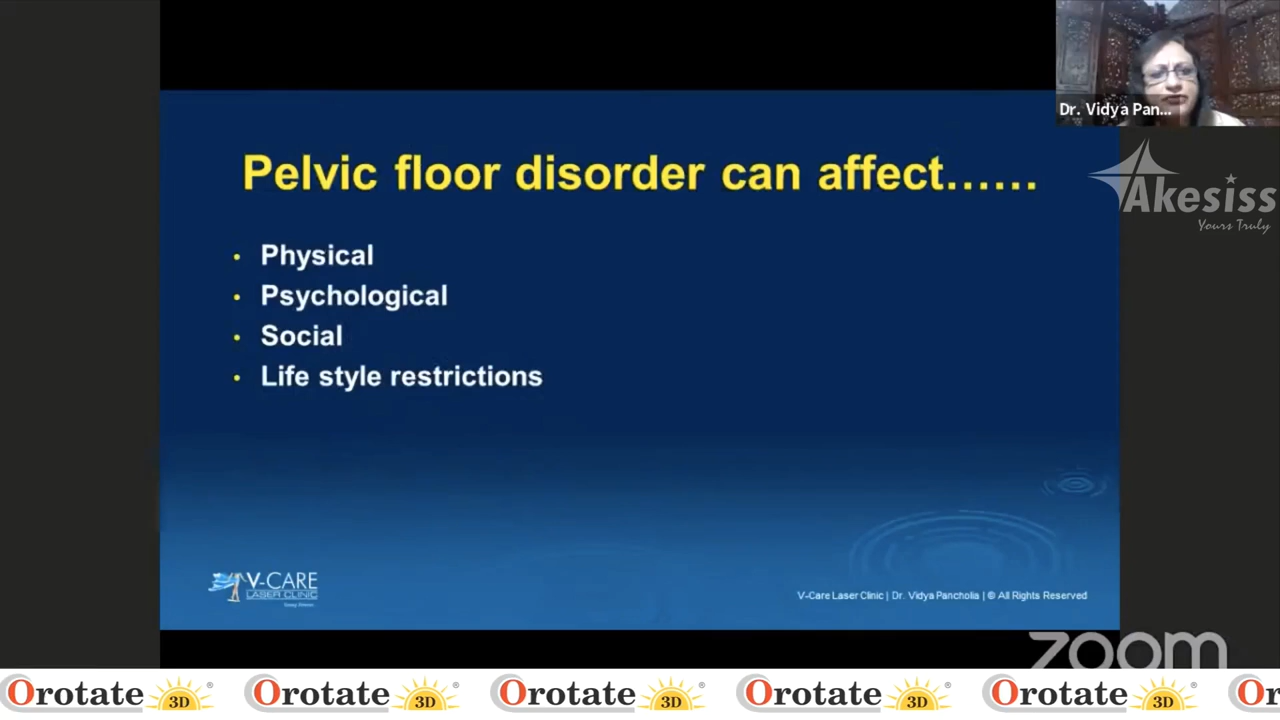 Dr. Vidya Pan...
Akesiss
Yours Truly
Pelvic floor disorder can affect......
• Physical
• Psychological
• Social
• Life style restrictions
V-CARE
LASER CLINIC
V-Care Laser Clinic | Dr. Vidya Pancholia | © All Rights Reserved
zoom
Orotate 3D ® Orotate 3D ® Orotate 3D ® Orotate 3D ® Orotate 3D ® Or